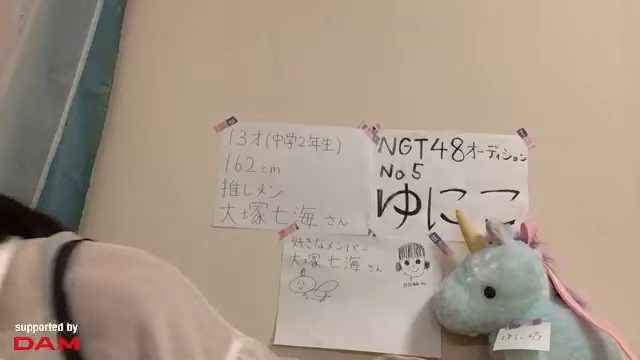 13才(中学2年生)
162cm
推しメン
大塚七海さん
NGT48オーディション
No5
ゆにこ
好きなメンバー
大塚七海さん
supported by
DAM